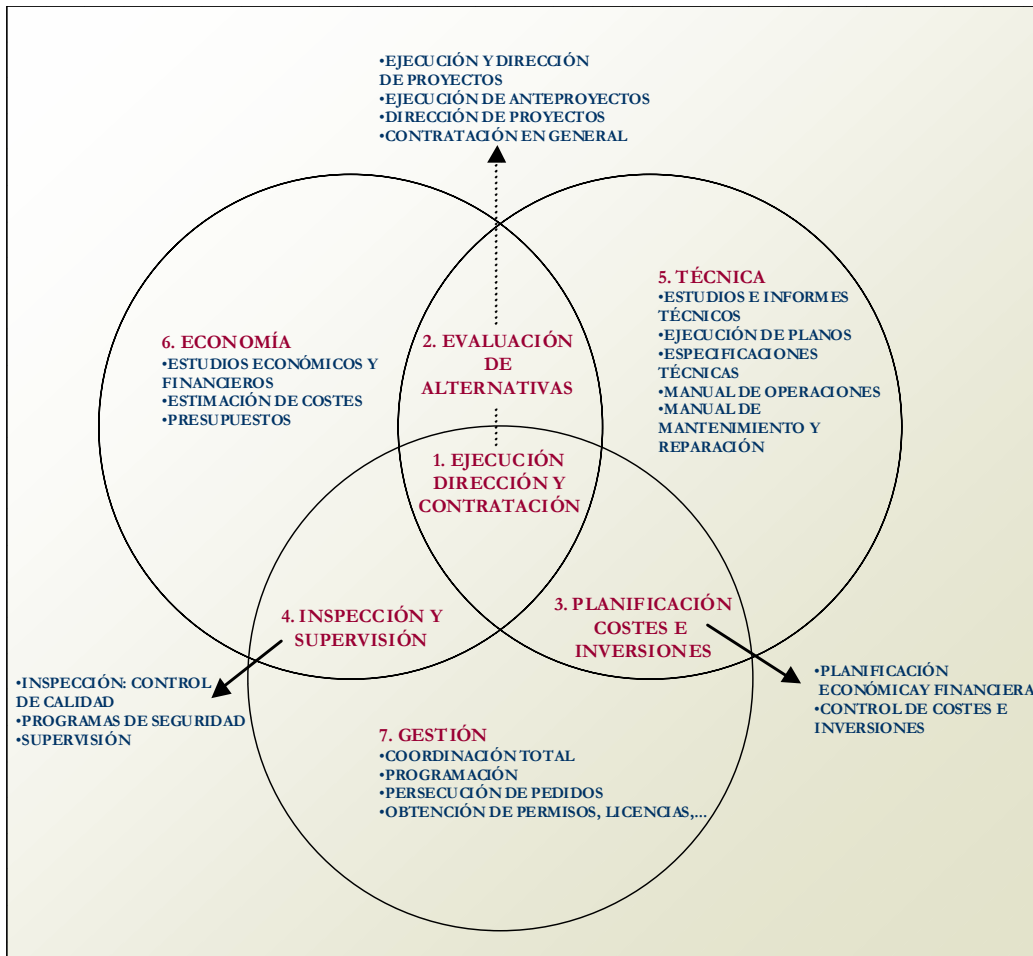 •EJECUCIÓN Y DIRECCIÓN
DE PROYECTOS
•EJECUCIÓN DE ANTEPROYECTOS
•DIRECCIÓN DE PROYECTOS
•CONTRATACIÓN EN GENERAL
6. ECONOMÍA
•ESTUDIOS ECONÓMICOS Y
FINANCIEROS
•ESTIMACIÓN DE COSTES
•PRESUPUESTOS
2. EVALUACIÓN
DE
ALTERNATIVAS
5. TÉCNICA
•ESTUDIOS E INFORMES
TÉCNICOS
•EJECUCIÓN DE PLANOS
•ESPECIFICACIONES
TÉCNICAS
•MANUAL DE OPERACIONES
•MANUAL DE
MANTENIMIENTO Y
REPARACIÓN
1. EJECUCIÓN
DIRECCIÓN Y
CONTRATACIÓN
4. INSPECCIÓN Y
SUPERVISIÓN
3. PLANIFICACIÓN
COSTES E
INVERSIONES
•INSPECCIÓN: CONTROL
DE CALIDAD
•PROGRAMAS DE SEGURIDAD
•SUPERVISIÓN
•PLANIFICACIÓN
ECONÓMICAY FINANCIERA
•CONTROL DE COSTES E
INVERSIONES
7. GESTIÓN
•COORDINACIÓN TOTAL
•PROGRAMACIÓN
•PERSECUCIÓN DE PEDIDOS
•OBTENCIÓN DE PERMISOS, LICENCIAS,...